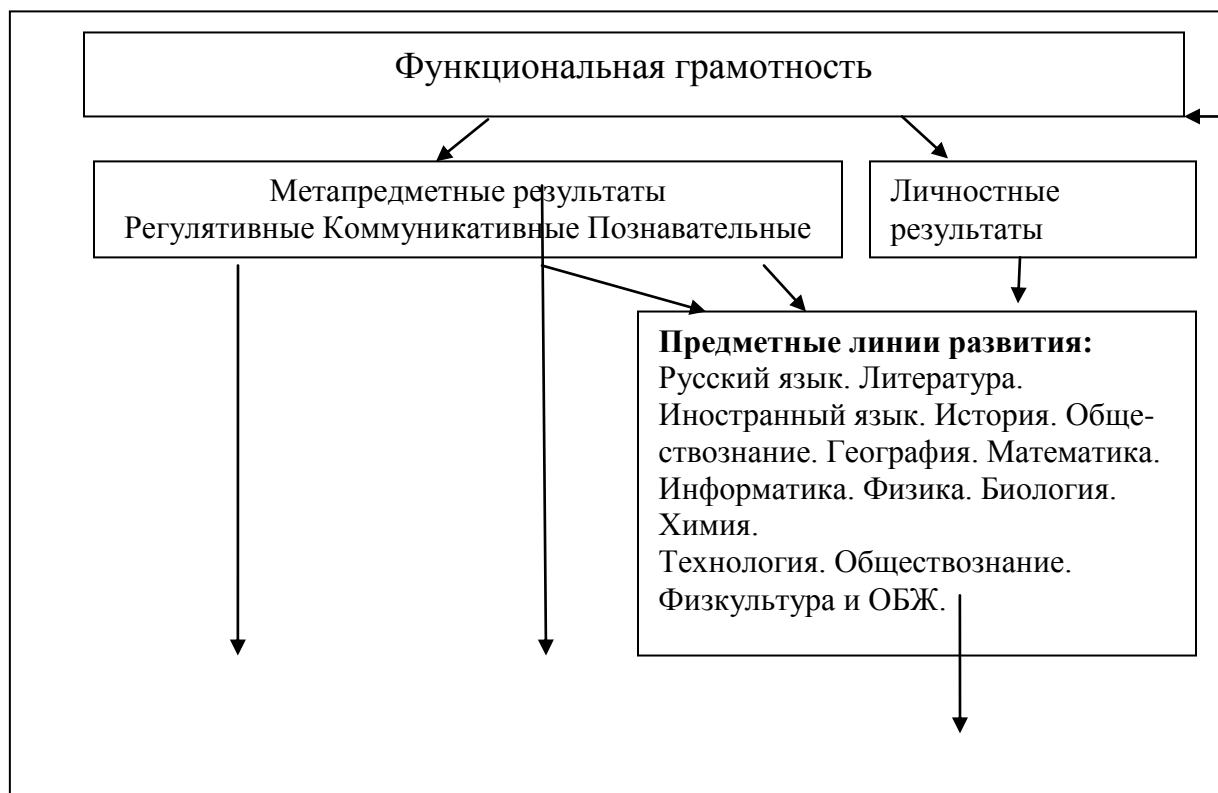 Функциональная грамотность
Метапредметные результаты
Регулятивные Коммуникативные Познавательные
Личностные
результаты
Предметные линии развития:
Русский язык. Литература.
Иностранный язык. История. Обще-
ствознание. География. Математика.
Информатика. Физика. Биология.
Химия.
Технология. Обществознание.
Физкультура и ОБЖ.